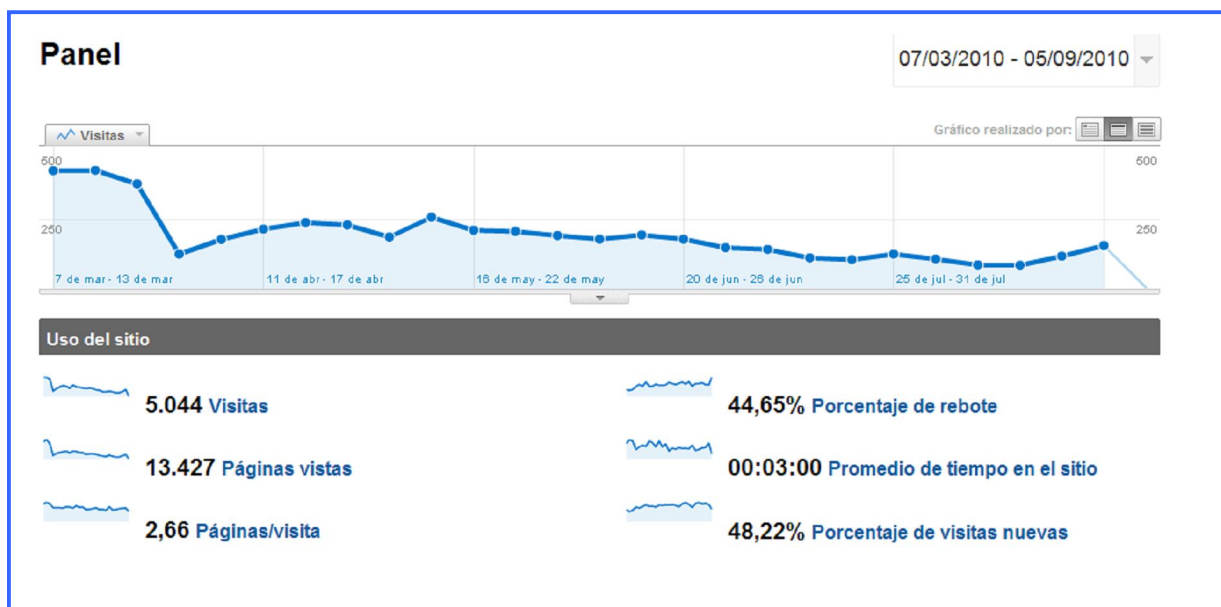 Panel
07/03/2010 - 05/09/2010
Visitas
Gráfico realizado por:
500 500
250 250
7 de mar - 13 de mar 11 de abr - 17 de abr 16 de may - 22 de may 20 de jun - 26 de jun 25 de jul - 31 de jul
Uso del sitio
5.044 Visitas
44,65% Porcentaje de rebote
13.427 Páginas vistas
00:03:00 Promedio de tiempo en el sitio
2,66 Páginas/visita
48,22% Porcentaje de visitas nuevas